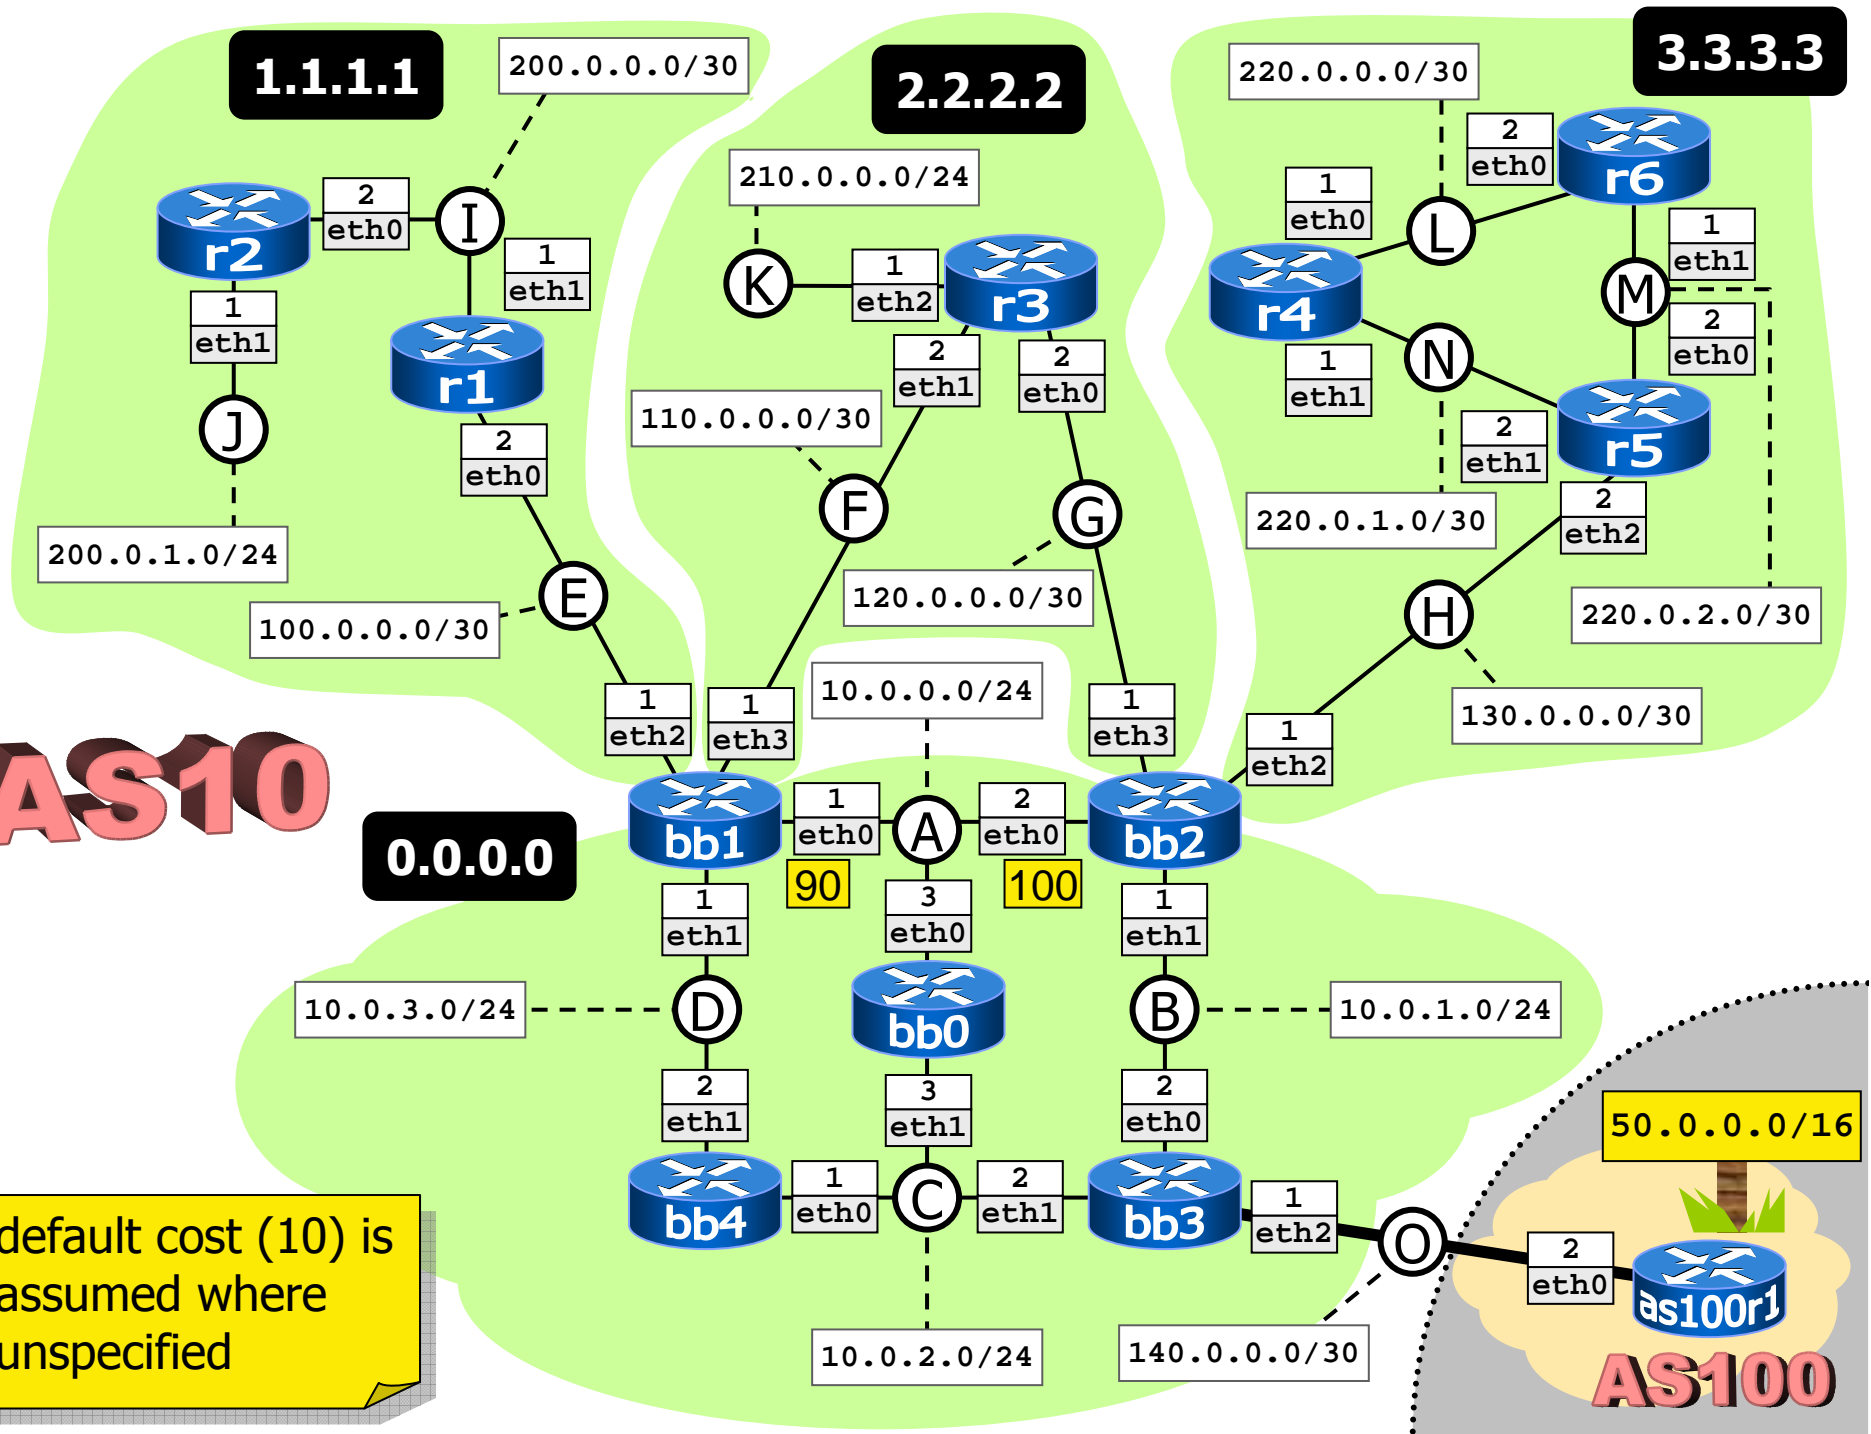 1.1.1.1
200.0.0.0/30
2.2.2.2
220.0.0.0/30
3.3.3.3
r2
2
eth0
I
1
eth1
r1
2
eth0
1
eth1
J
200.0.1.0/24
100.0.0.0/30
E
1
eth2
210.0.0.0/24
K
1
eth2
r3
2
eth1
2
eth0
110.0.0.0/30
F
G
120.0.0.0/30
1
eth3
1
eth3
2
eth0
r6
1
eth0
L
r4
1
eth1
M
2
eth0
1
eth1
N
2
eth1
r5
220.0.1.0/30
2
eth2
H
220.0.2.0/30
130.0.0.0/30
1
eth2
AS10
0.0.0.0
10.0.0.0/24
bb1
1
eth0
A
2
eth0
bb2
90
100
1
eth1
3
eth0
1
eth1
10.0.3.0/24
D
bb0
B
10.0.1.0/24
2
eth1
3
eth1
2
eth0
bb4
1
eth0
C
2
eth1
bb3
1
eth2
O
2
eth0
as100r1
50.0.0.0/16
10.0.2.0/24
140.0.0.0/30
AS100
default cost (10) is
assumed where
unspecified